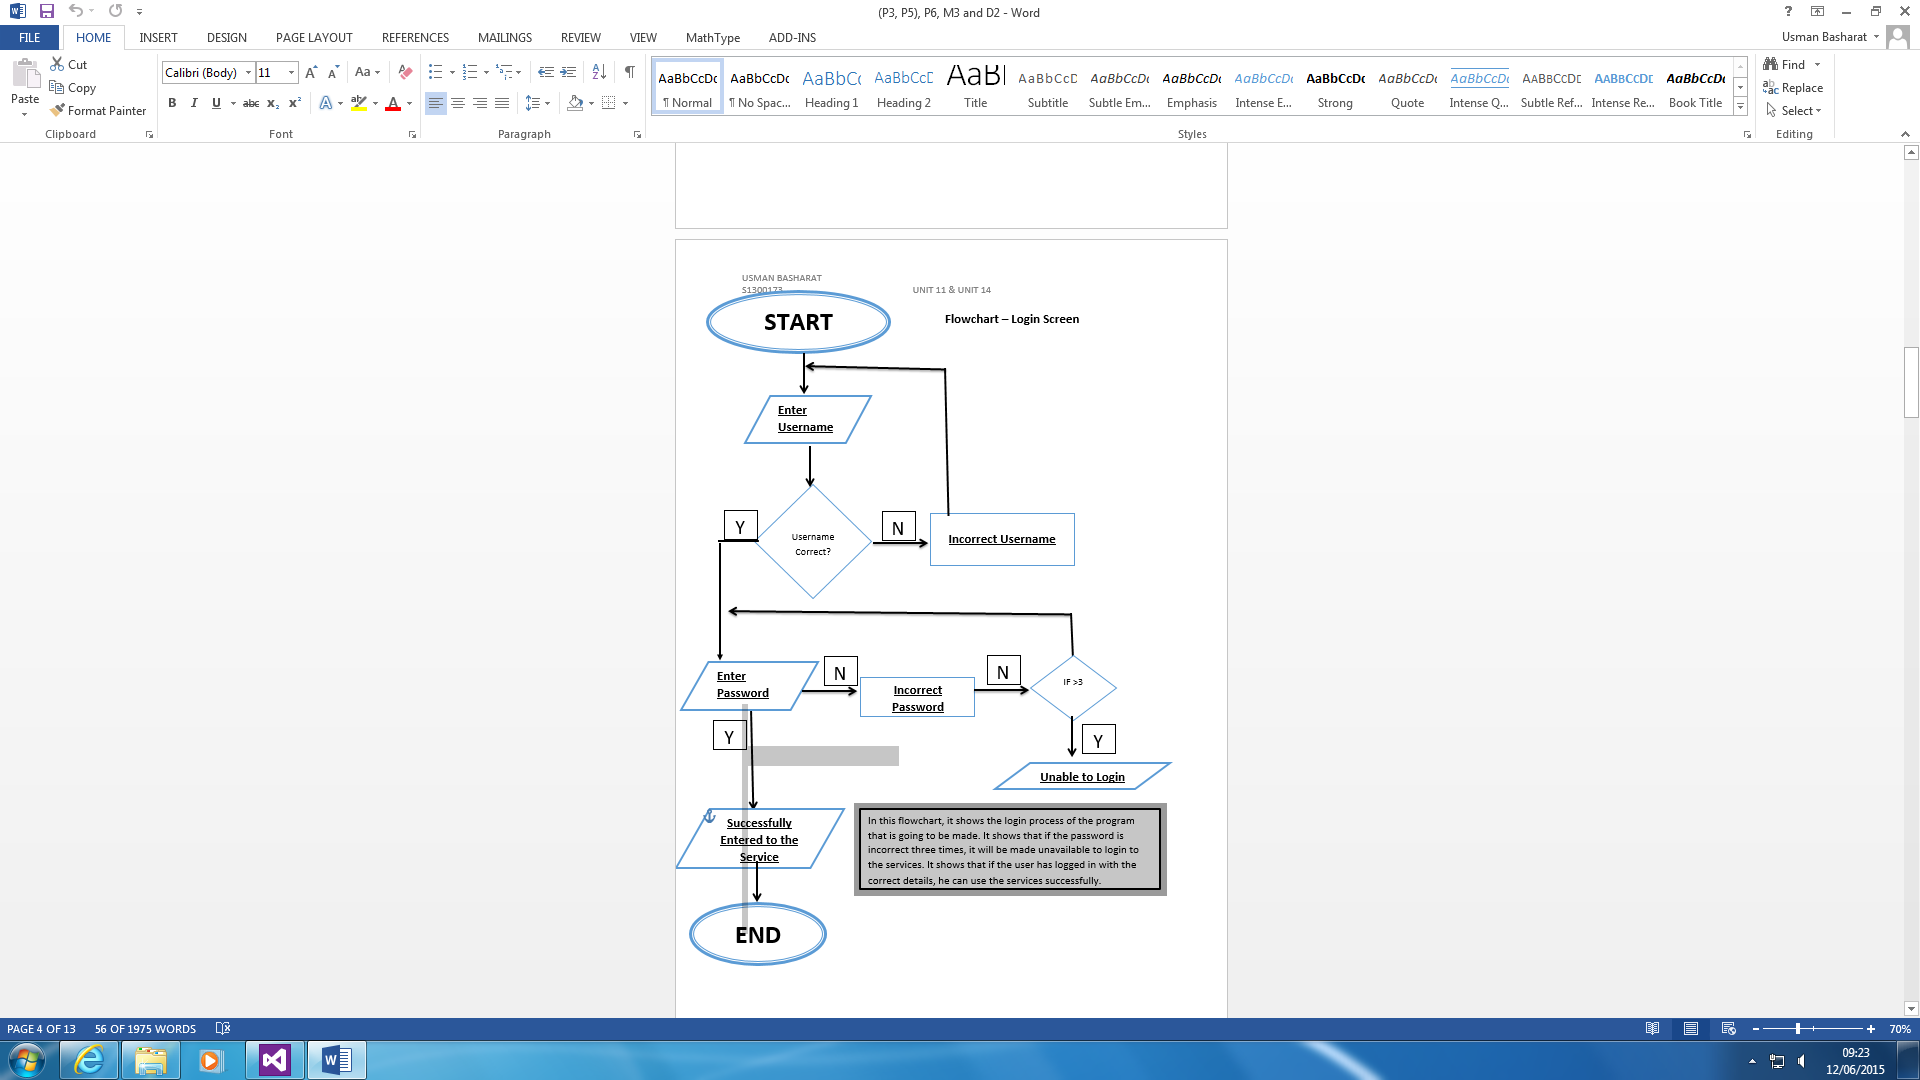 (P3, P5), P6, M3 and D2 - Word
FILE HOME INSERT DESIGN PAGE LAYOUT REFERENCES MAILINGS REVIEW VIEW MathType ADD-INS
Usman Basharat
Paste
Cut
Copy
Format Painter
Clipboard
Calibri (Body) 11
Font
Paragraph
AaBbCcDc AaBbCcDc AaBbCc AaBbCcD AaBl AaBbCcD AaBbCcDc AaBbCcDc AaBbCcDc AaBbCcDc AaBbCcDc AaBbCcDc AABBCCDE AABBCCDE AaBbCcDc
¶ Normal ¶ No Spac... Heading 1 Heading 2 Title Subtitle Subtle Em... Emphasis Intense E... Strong Quote Intense Q... Subtle Ref... Intense Re... Book Title
Styles
Find
Replace
Select
Editing
USMAN BASHARAT
S1300173 UNIT 11 & UNIT 14
START
Flowchart – Login Screen
Enter
Username
Y
Username
Correct?
N
Incorrect Username
Enter
Password
N
Incorrect
Password
N
IF >3
Y
Y
Unable to Login
Successfully
Entered to the
Service
In this flowchart, it shows the login process of the program
that is going to be made. It shows that if the password is
incorrect three times, it will be made unavailable to login to
the services. It shows that if the user has logged in with the
correct details, he can use the services successfully.
END
PAGE 4 OF 13 56 OF 1975 WORDS
70%
09:23
12/06/2015